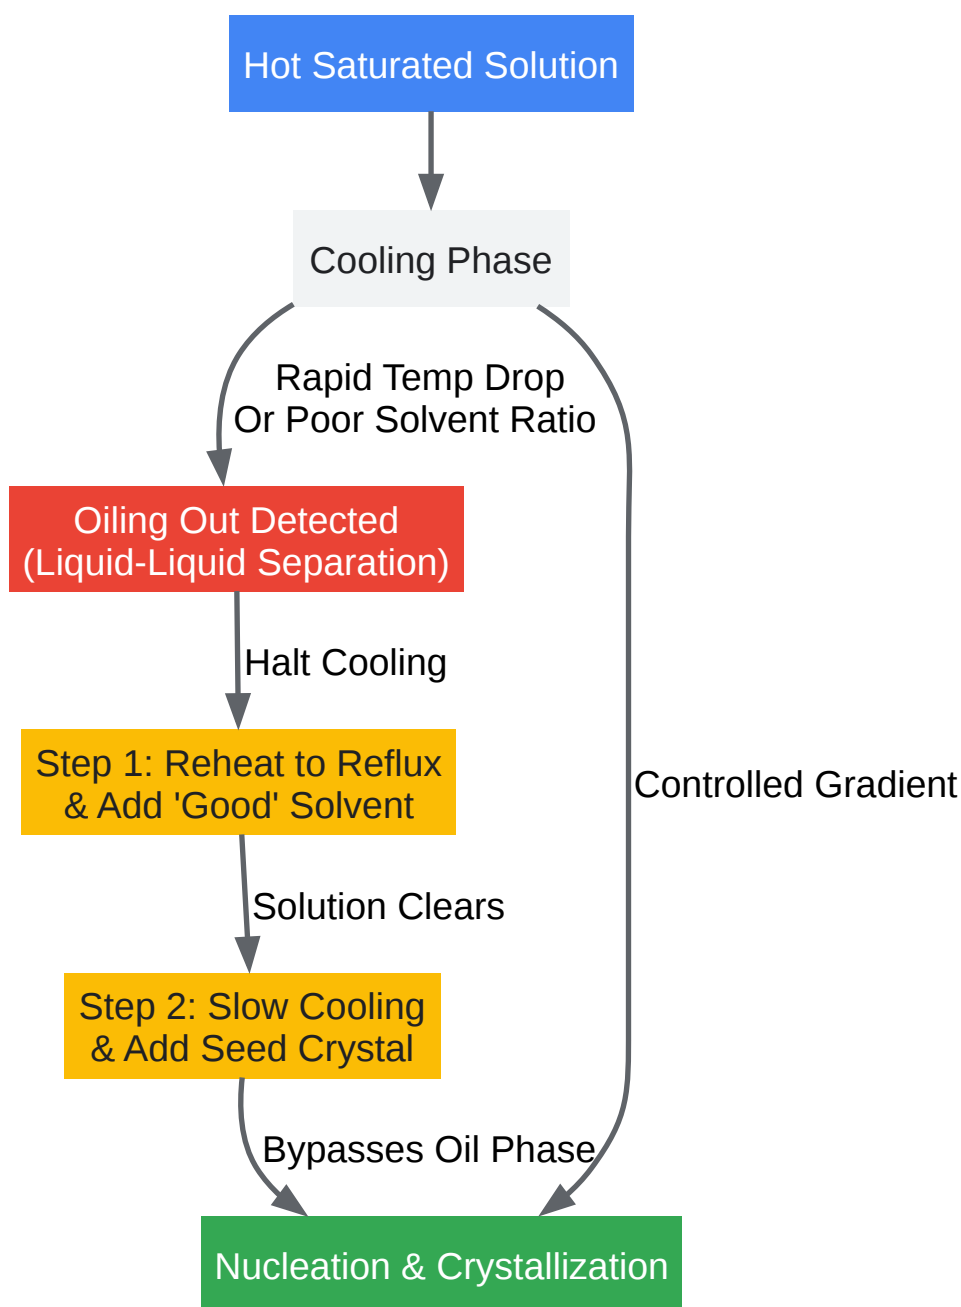 Hot Saturated Solution
Cooling Phase
Rapid Temp Drop
Or Poor Solvent Ratio
Oiling Out Detected
(Liquid-Liquid Separation)
Halt Cooling
Step 1: Reheat to Reflux
& Add 'Good' Solvent
Controlled Gradient
Solution Clears
Step 2: Slow Cooling
& Add Seed Crystal
Bypasses Oil Phase
Nucleation & Crystallization